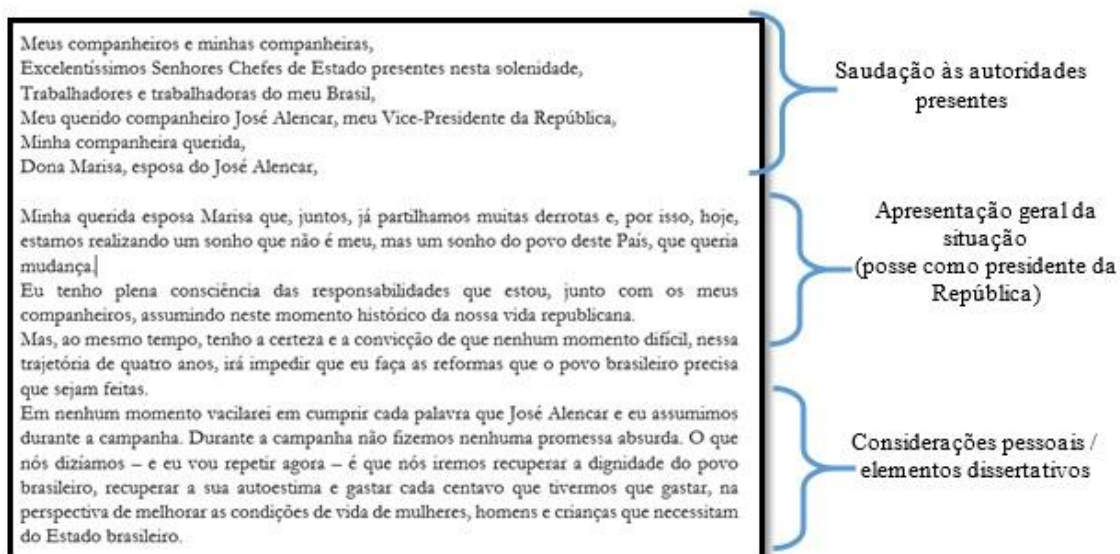 Meus companheiros e minhas companheiras,
Excelentíssimos Senhores Chefes de Estado presentes nesta solenidade,
Trabalhadores e trabalhadoras do meu Brasil,
Meu querido companheiro José Alencar, meu Vice-Presidente da República,
Minha companheira querida,
Dona Marisa, esposa do José Alencar,
Minha querida esposa Marisa que, juntos, já partilhamos muitas derrotas e, por isso, hoje,
estamos realizando um sonho que não é meu, mas um sonho do povo deste País, que queria
mudança.
Eu tenho plena consciência das responsabilidades que estou, junto com os meus
companheiros, assumindo neste momento histórico da nossa vida republicana.
Mas, ao mesmo tempo, tenho a certeza e a convicção de que nenhum momento difícil, nessa
trajetória de quatro anos, irá impedir que eu faça as reformas que o povo brasileiro precisa
que sejam feitas.
Em nenhum momento vacilarei em cumprir cada palavra que José Alencar e eu assumimos
durante a campanha. Durante a campanha não fizemos nenhuma promessa absurda. O que
nós dizíamos – e eu vou repetir agora – é que nós iremos recuperar a dignidade do povo
brasileiro, recuperar a sua autoestima e gastar cada centavo que tivermos que gastar, na
perspectiva de melhorar as condições de vida de mulheres, homens e crianças que necessitam
do Estado brasileiro.
Saudação às autoridades
presentes
Apresentação geral da
situação
(posse como presidente da
República)
Considerações pessoais /
elementos dissertativos